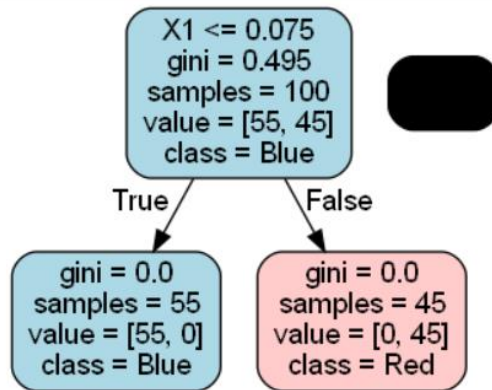 X1 <= 0.075
gini = 0.495
samples = 100
value = [55, 45]
class = Blue
True
False
gini = 0.0
samples = 55
value = [55, 0]
class = Blue
gini = 0.0
samples = 45
value = [0, 45]
class = Red